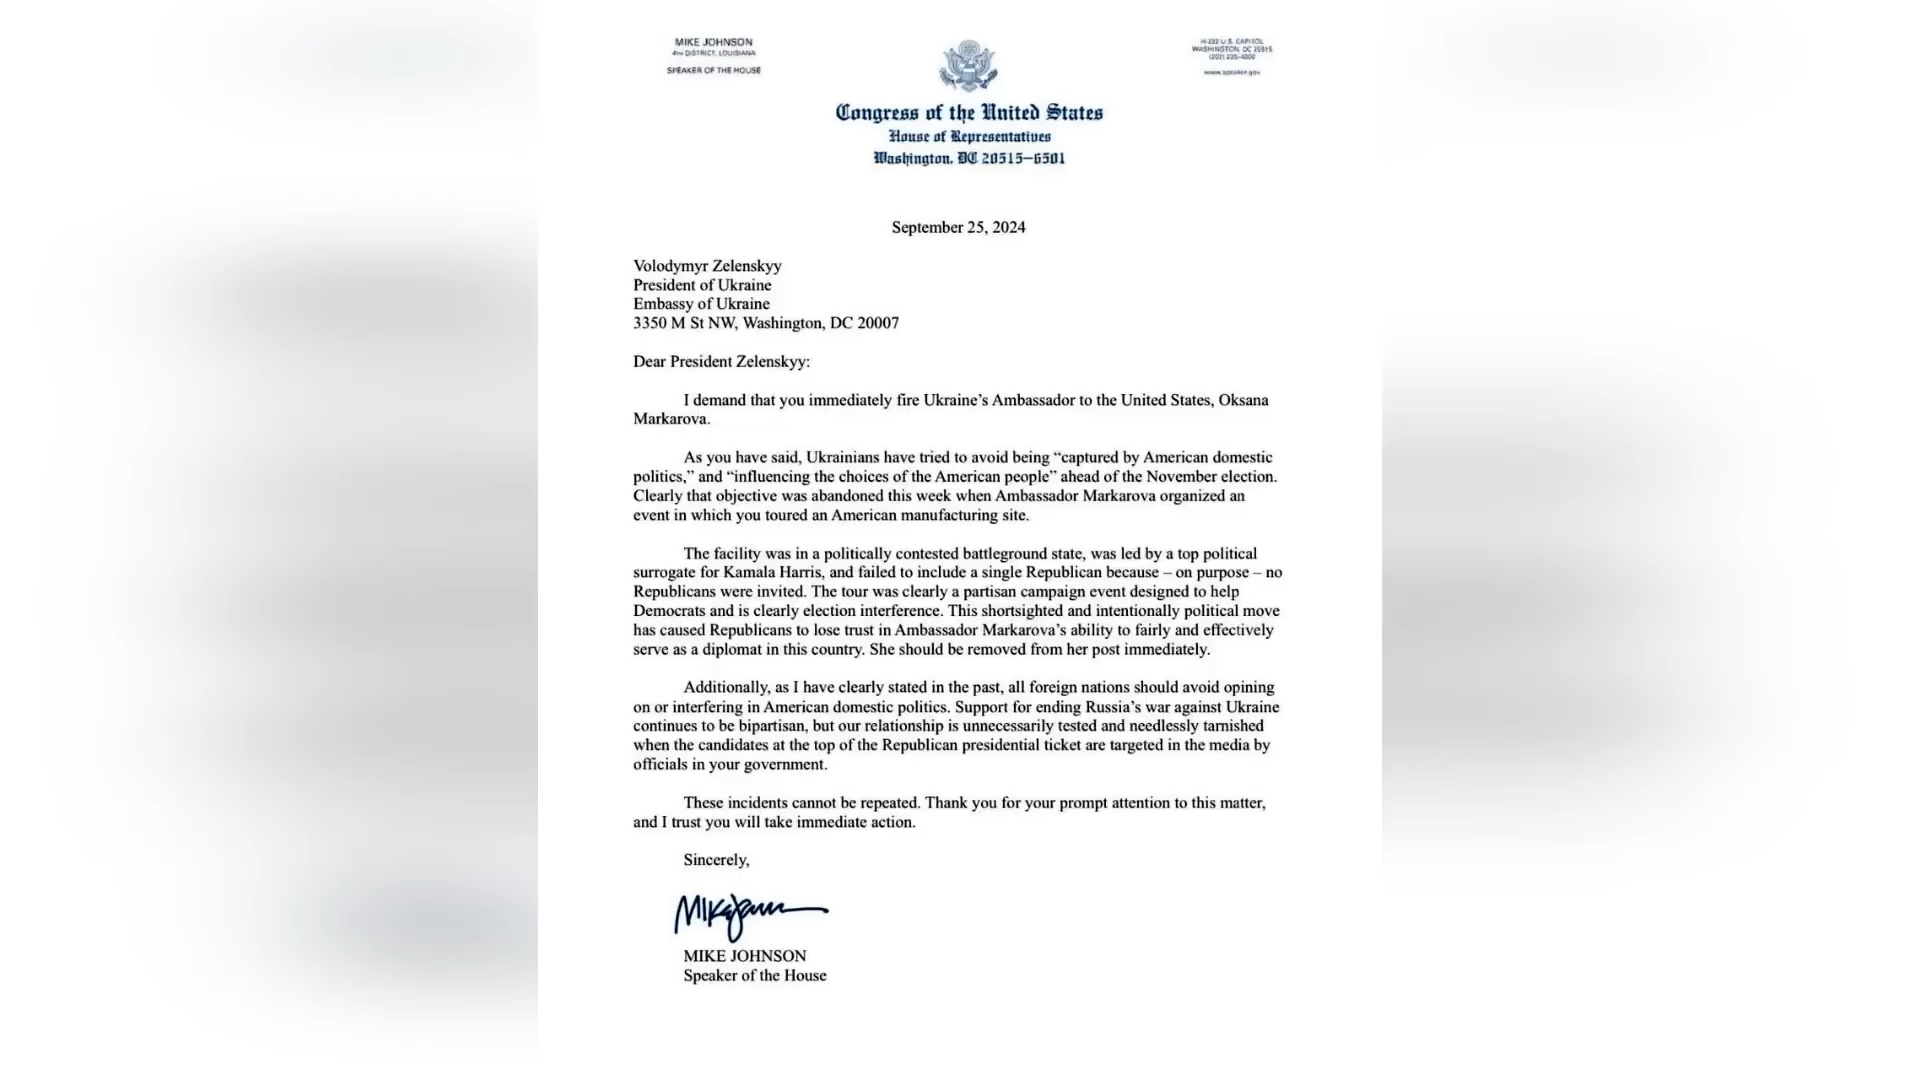 MIKE JOHNSON
4TH DISTRICT, LOUISIANA
SPEAKER OF THE HOUSE
H-232 U.S. CAPITOL
WASHINGTON, DC 20515
(202) 225-4000
www.speaker.gov
Congress of the United States
House of Representatives
Washington, DC 20515–6501
September 25, 2024
Volodymyr Zelenskyy
President of Ukraine
Embassy of Ukraine
3350 M St NW, Washington, DC 20007
Dear President Zelenskyy:
I demand that you immediately fire Ukraine’s Ambassador to the United States, Oksana
Markarova.
As you have said, Ukrainians have tried to avoid being “captured by American domestic
politics,” and “influencing the choices of the American people” ahead of the November election.
Clearly that objective was abandoned this week when Ambassador Markarova organized an
event in which you toured an American manufacturing site.
The facility was in a politically contested battleground state, was led by a top political
surrogate for Kamala Harris, and failed to include a single Republican because – on purpose – no
Republicans were invited. The tour was clearly a partisan campaign event designed to help
Democrats and is clearly election interference. This shortsighted and intentionally political move
has caused Republicans to lose trust in Ambassador Markarova’s ability to fairly and effectively
serve as a diplomat in this country. She should be removed from her post immediately.
Additionally, as I have clearly stated in the past, all foreign nations should avoid opining
on or interfering in American domestic politics. Support for ending Russia’s war against Ukraine
continues to be bipartisan, but our relationship is unnecessarily tested and needlessly tarnished
when the candidates at the top of the Republican presidential ticket are targeted in the media by
officials in your government.
These incidents cannot be repeated. Thank you for your prompt attention to this matter,
and I trust you will take immediate action.
Sincerely,
MIKE JOHNSON
Speaker of the House